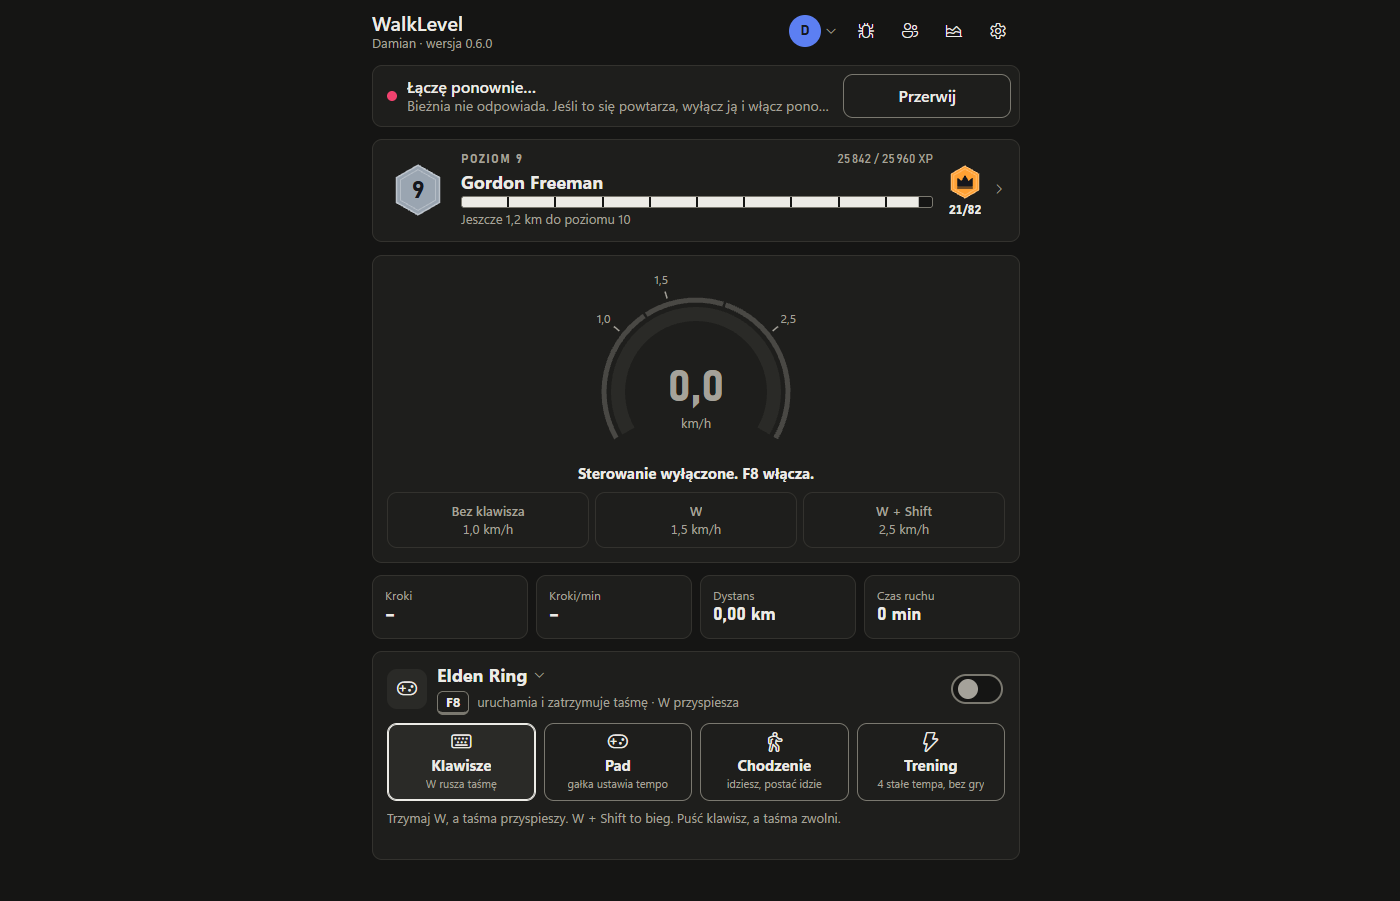 WalkLevel
Damian · wersja 0.6.0
D
Łączę ponownie...
Bieżnia nie odpowiada. Jeśli to się powtarza, wyłącz ją i włącz pono...
Przerwij
POZIOM 9
25 842 / 25 960 XP
9
Gordon Freeman
21/82
Jeszcze 1,2 km do poziomu 10
1,5
1,0
2,5
0,0
km/h
Sterowanie wyłączone. F8 włącza.
Bez klawisza
1,0 km/h
W
1,5 km/h
W + Shift
2,5 km/h
Kroki
–
Kroki/min
–
Dystans
0,00 km
Czas ruchu
0 min
Elden Ring
F8 uruchamia i zatrzymuje taśmę · W przyspiesza
Klawisze
W rusza taśmę
Pad
gałka ustawia tempo
Chodzenie
idziesz, postać idzie
Trening
4 stałe tempa, bez gry
Trzymaj W, a taśma przyspieszy. W + Shift to bieg. Puść klawisz, a taśma zwolni.